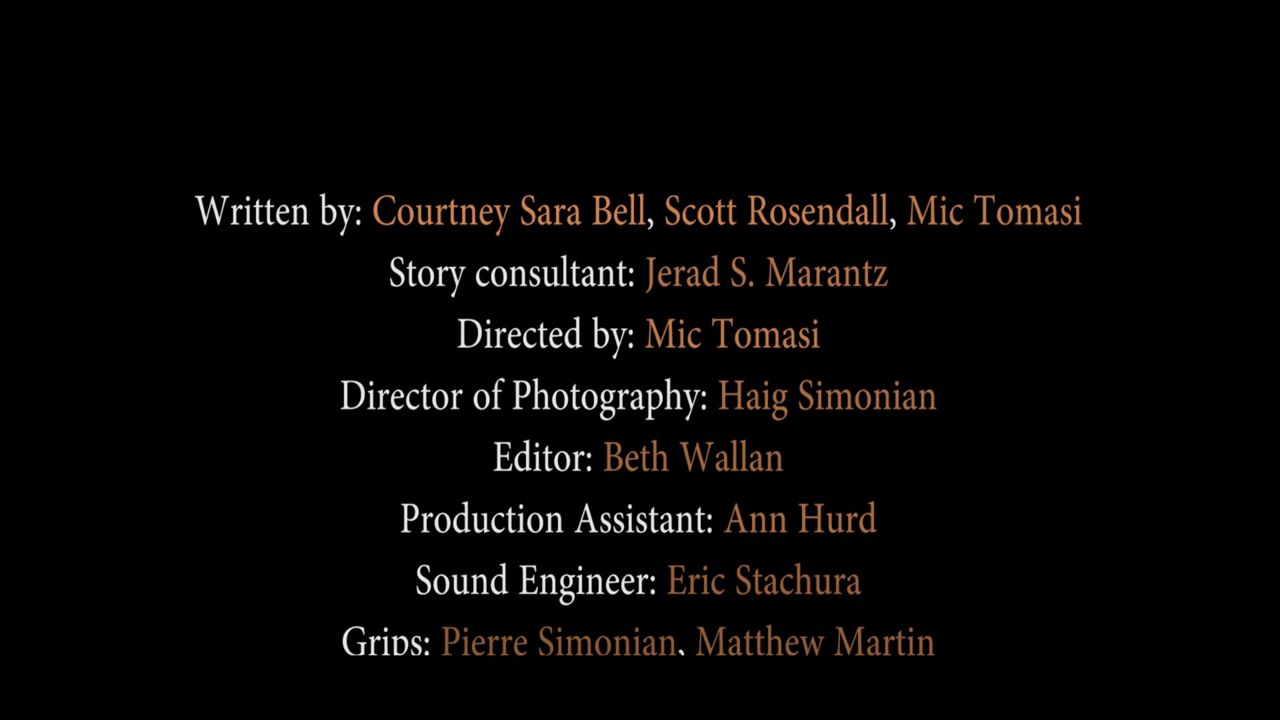 Written by: Courtney Sara Bell, Scott Rosendall, Mic Tomasi
Story consultant: Jerad S. Marantz
Directed by: Mic Tomasi
Director of Photography: Haig Simonian
Editor: Beth Wallan
Production Assistant: Ann Hurd
Sound Engineer: Eric Stachura
Grips: Pierre Simonian, Matthew Martin